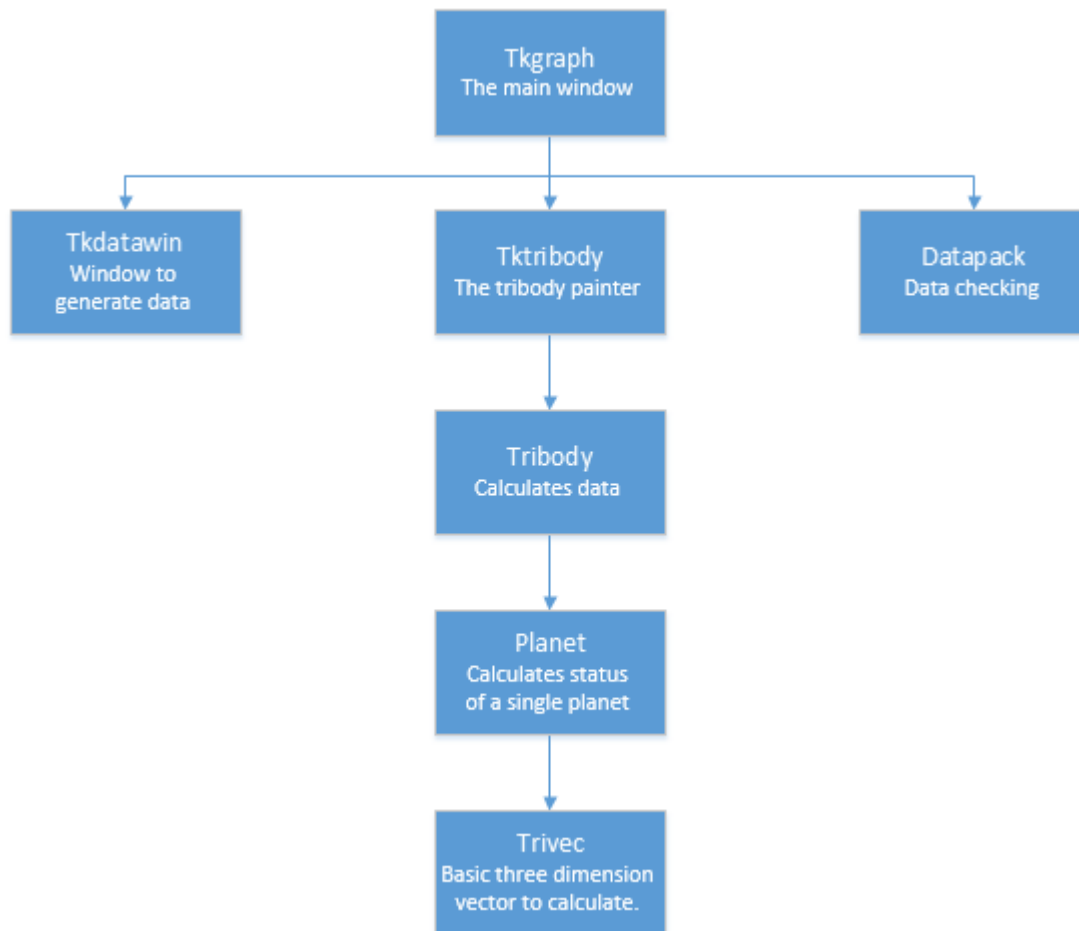 Tkgraph
The main window
Tkdatawin
Window to
generate data
Tktribody
The tribody painter
Datapack
Data checking
Tribody
Calculates data
Planet
Calculates status
of a single planet
Trivec
Basic three dimension
vector to calculate.